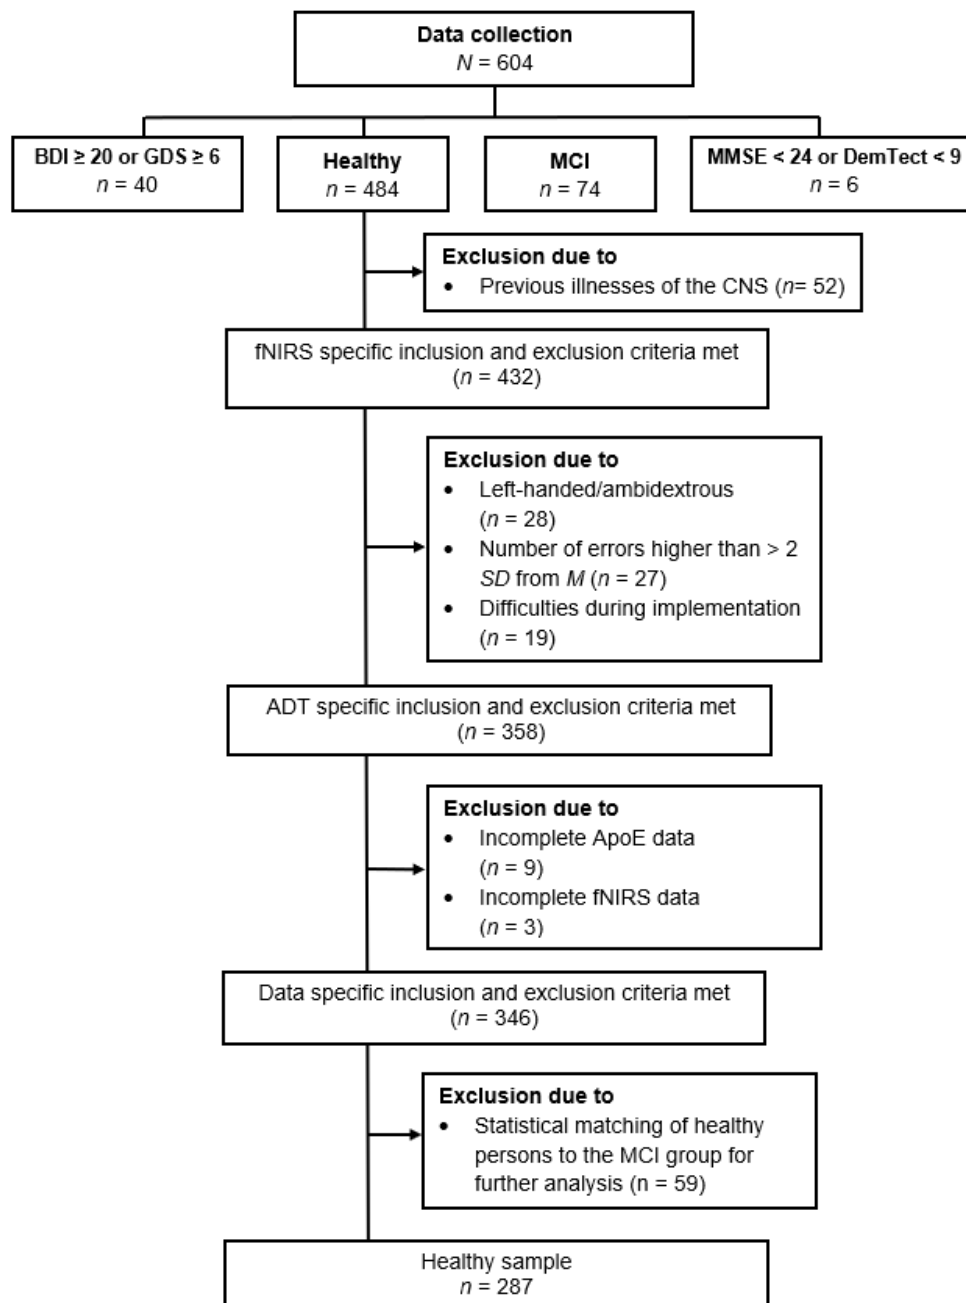 Data collection
N = 604
BDI ≥ 20 or GDS ≥ 6
n = 40
Healthy
n = 484
MCI
n = 74
MMSE < 24 or DemTect < 9
n = 6
Exclusion due to
• Previous illnesses of the CNS (n= 52)
fNIRS specific inclusion and exclusion criteria met
(n = 432)
Exclusion due to
• Left-handed/ambidextrous
(n = 28)
• Number of errors higher than > 2
SD from M (n = 27)
• Difficulties during implementation
(n = 19)
ADT specific inclusion and exclusion criteria met
(n = 358)
Exclusion due to
• Incomplete ApoE data
(n = 9)
• Incomplete fNIRS data
(n = 3)
Data specific inclusion and exclusion criteria met
(n = 346)
Exclusion due to
• Statistical matching of healthy
persons to the MCI group for
further analysis (n = 59)
Healthy sample
n = 287